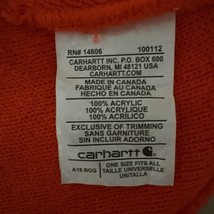 RN# 14806 100112
CARHARTT INC. P.O. BOX 600
DEARBORN, MI 48121 USA
CARHARTT.COM
MADE IN CANADA
FABRIQUE AU CANADA
HECHO EN CANADA
100% ACRYLIC
100% ACRYLIQUE
100% ACRÍLICO
EXCLUSIVE OF TRIMMING
SANS GARNITURE
SIN INCLUIR ADORNO
carhartt
A18 BOG
ONE SIZE FITS ALL
TAILLE UNIVERSELLE
UNITALLA